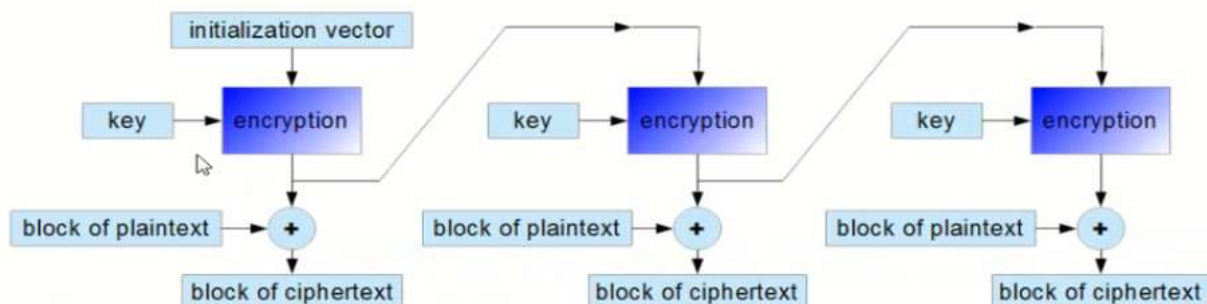 initialization vector
key
encryption
key
encryption
key
encryption
block of plaintext
+
block of plaintext
+
block of plaintext
+
block of ciphertext
block of ciphertext
block of ciphertext